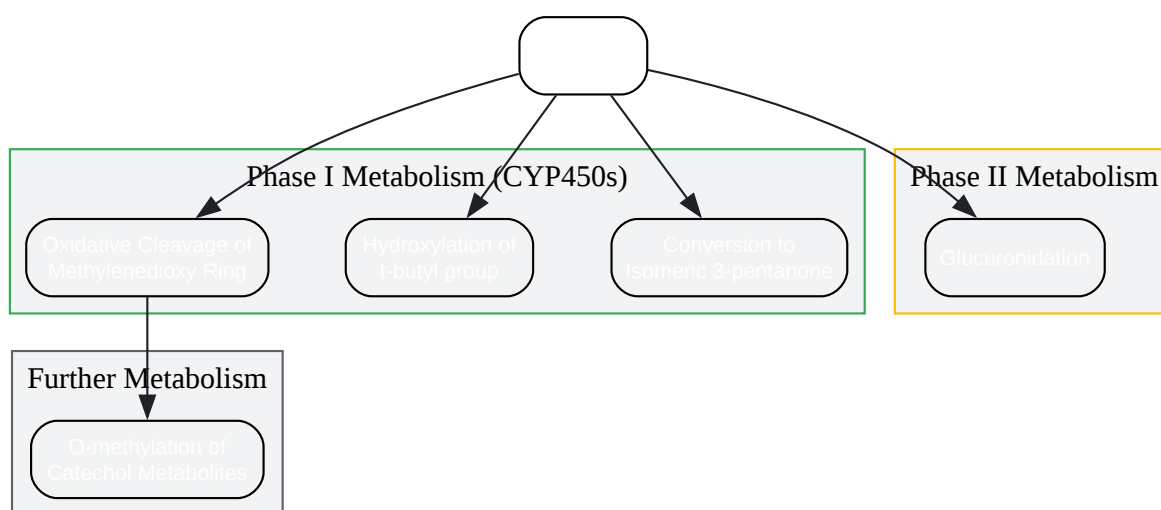 Phase I Metabolism (CYP450s)
Phase II Metabolism
Oxidative Cleavage of
Methylenedioxy Ring
Hydroxylation of
t-butyl group
Conversion to
Isomeric 3-pentanone
Glucuronidation
Further Metabolism
O-methylation of
Catechol Metabolites